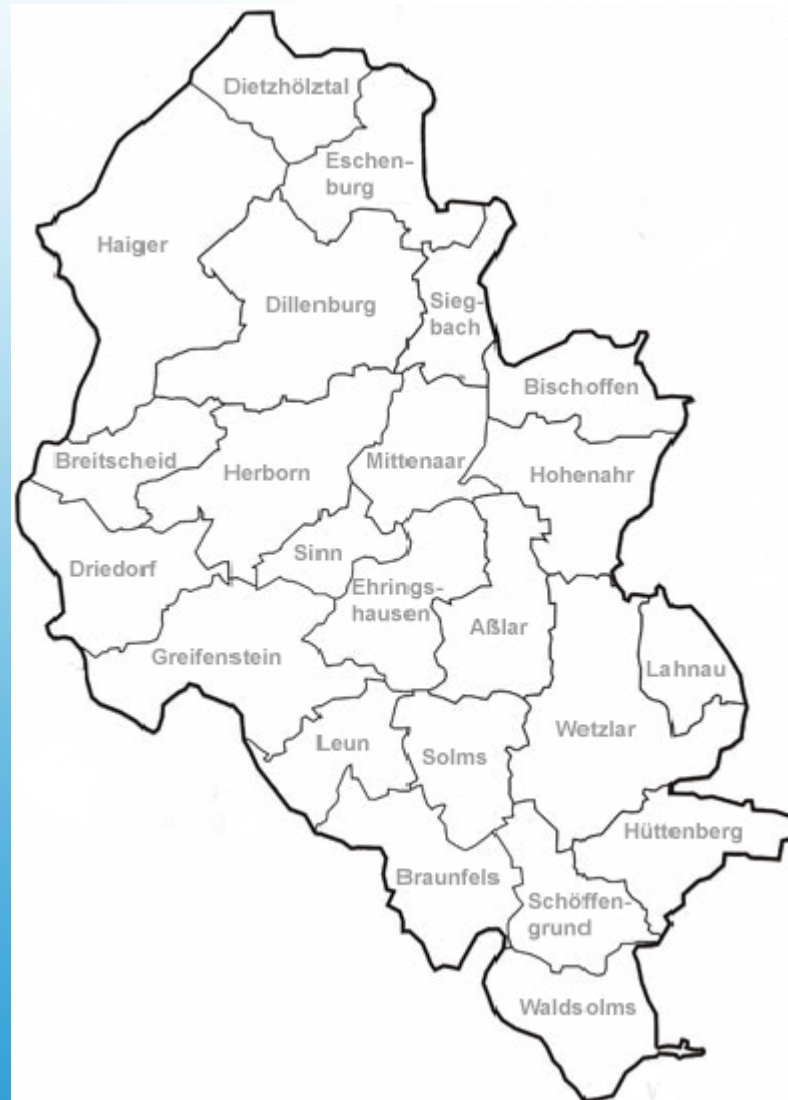 Dietzhölztal
Eschen-
burg
Haiger
Dillenburg
Sieg-
bach
Bischoffen
Breitscheid
Herborn
Mittenaar
Hohenahr
Sinn
Driedorf
Ehrings-
hausen
Aßlar
Greifenstein
Lahnau
Leun
Solms
Wetzlar
Hüttenberg
Braunfels
Schöffen-
grund
Waldsolms